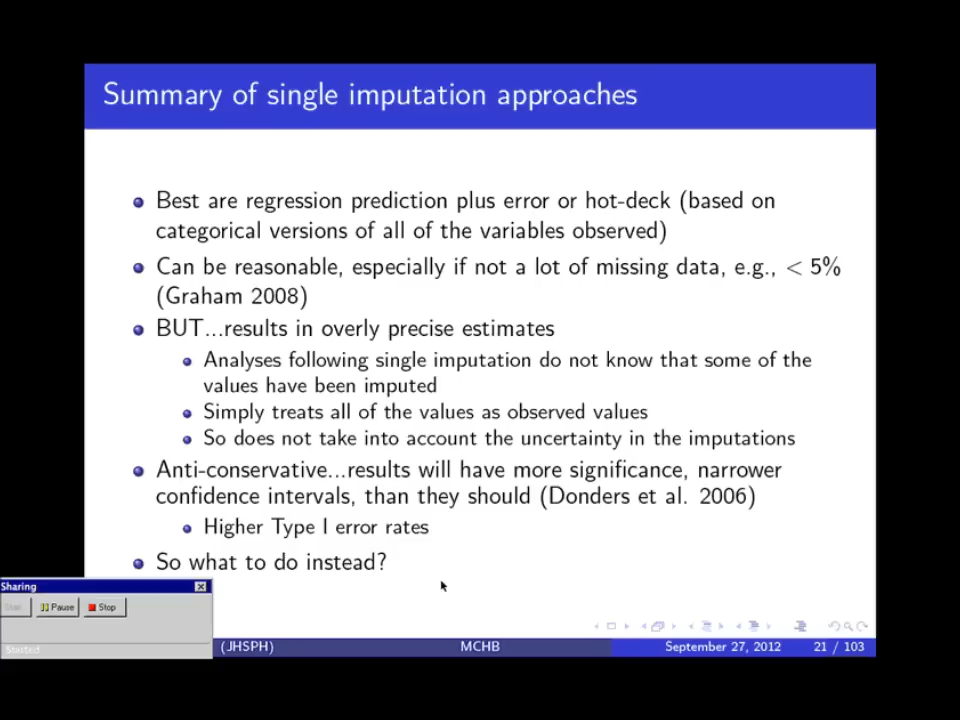 Summary of single imputation approaches
Best are regression prediction plus error or hot-deck (based on
categorical versions of all of the variables observed)
Can be reasonable, especially if not a lot of missing data, e.g., < 5%
(Graham 2008)
BUT...results in overly precise estimates
Analyses following single imputation do not know that some of the
values have been imputed
Simply treats all of the values as observed values
So does not take into account the uncertainty in the imputations
Anti-conservative...results will have more significance, narrower
confidence intervals, than they should (Donders et al. 2006)
Higher Type I error rates
So what to do instead?
Sharing
Start Pause Stop
Started
(JHSPH) MCHB September 27, 2012 21 / 103